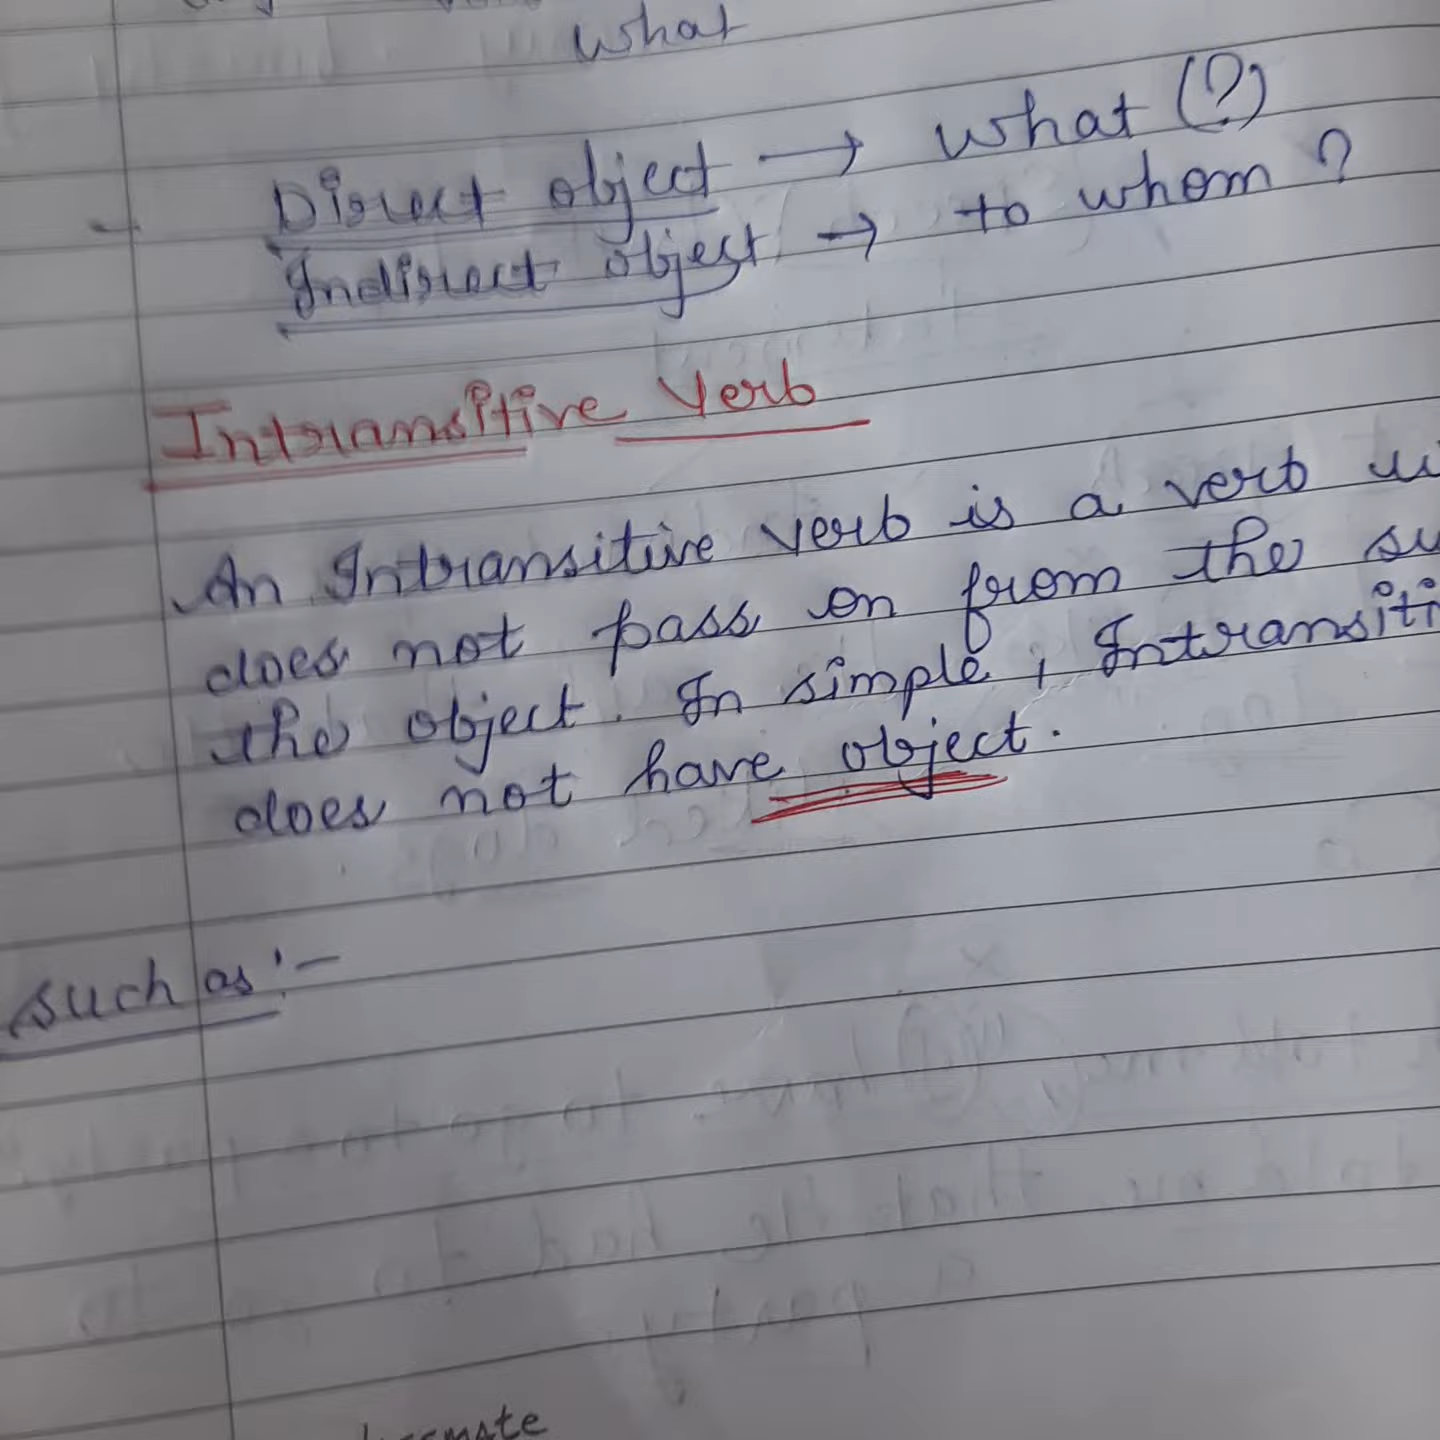 what
Direct object → what (?)
Indirect object → to whom ?
Intransitive Verb
An Intransitive verb is a verb
does not pass on from the su
the object. In simple, Intransiti
does not have object.
such as :-